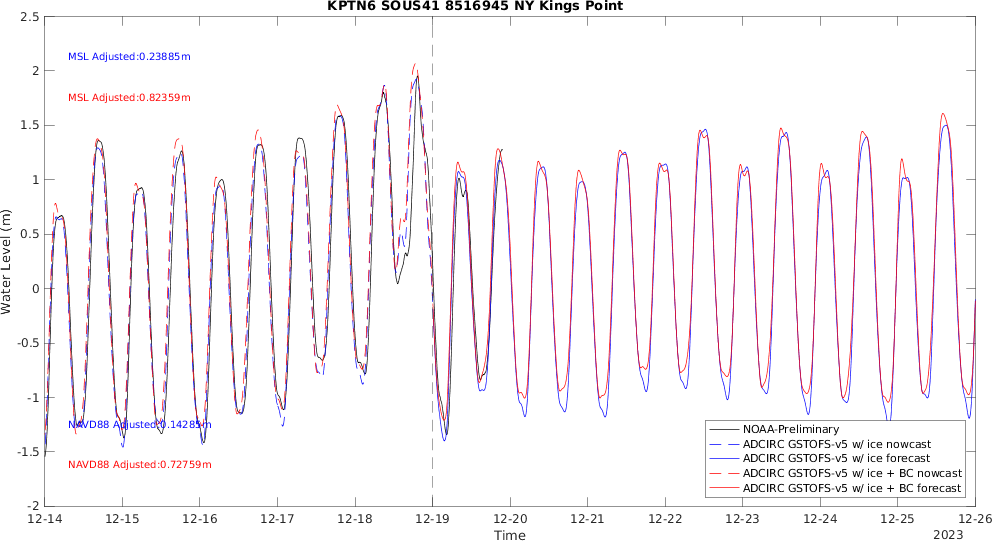 KPTN6 SOUS41 8516945 NY Kings Point
2.5
2
1.5
1
0.5
0
-0.5
-1
-1.5
-2
Water Level (m)
MSL Adjusted:0.23885m
MSL Adjusted:0.82359m
NAVD88 Adjusted:0.14285m
NAVD88 Adjusted:0.72759m
NOAA-Preliminary
ADCIRC GSTOFS-v5 w/ ice nowcast
ADCIRC GSTOFS-v5 w/ ice forecast
ADCIRC GSTOFS-v5 w/ ice + BC nowcast
ADCIRC GSTOFS-v5 w/ ice + BC forecast
12-14 12-15 12-16 12-17 12-18 12-19 12-20 12-21 12-22 12-23 12-24 12-25 12-26
Time
2023